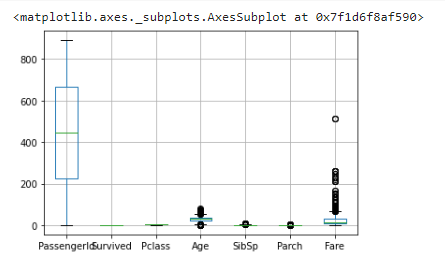 <matplotlib.axes._subplots.AxesSubplot at 0x7f1d6f8af590>
800
600
400
200
0
PassengerId Survived Pclass Age SibSp Parch Fare